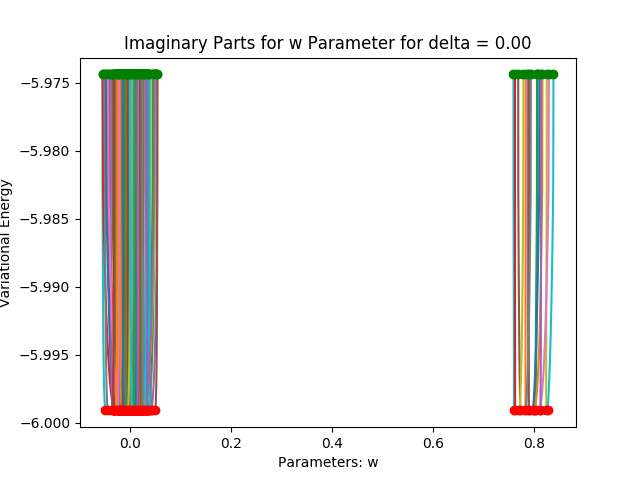 Imaginary Parts for w Parameter for delta = 0.00
−5.975
−5.980
−5.985
−5.990
−5.995
−6.000
Variational Energy
0.0 0.2 0.4 0.6 0.8
Parameters: w